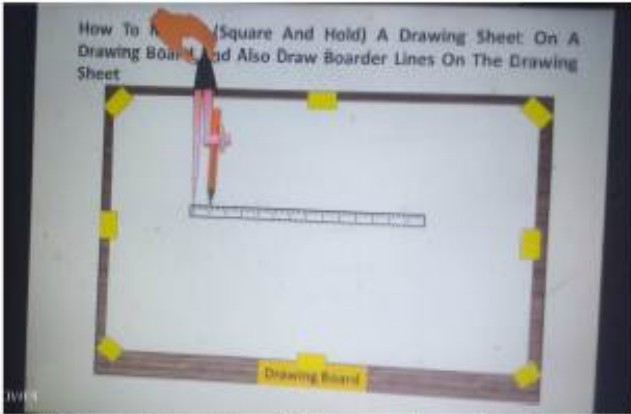 How To (Square And Hold) A Drawing Sheet On A
Drawing Board And Also Draw Boarder Lines On The Drawing
Sheet
Drawing Board